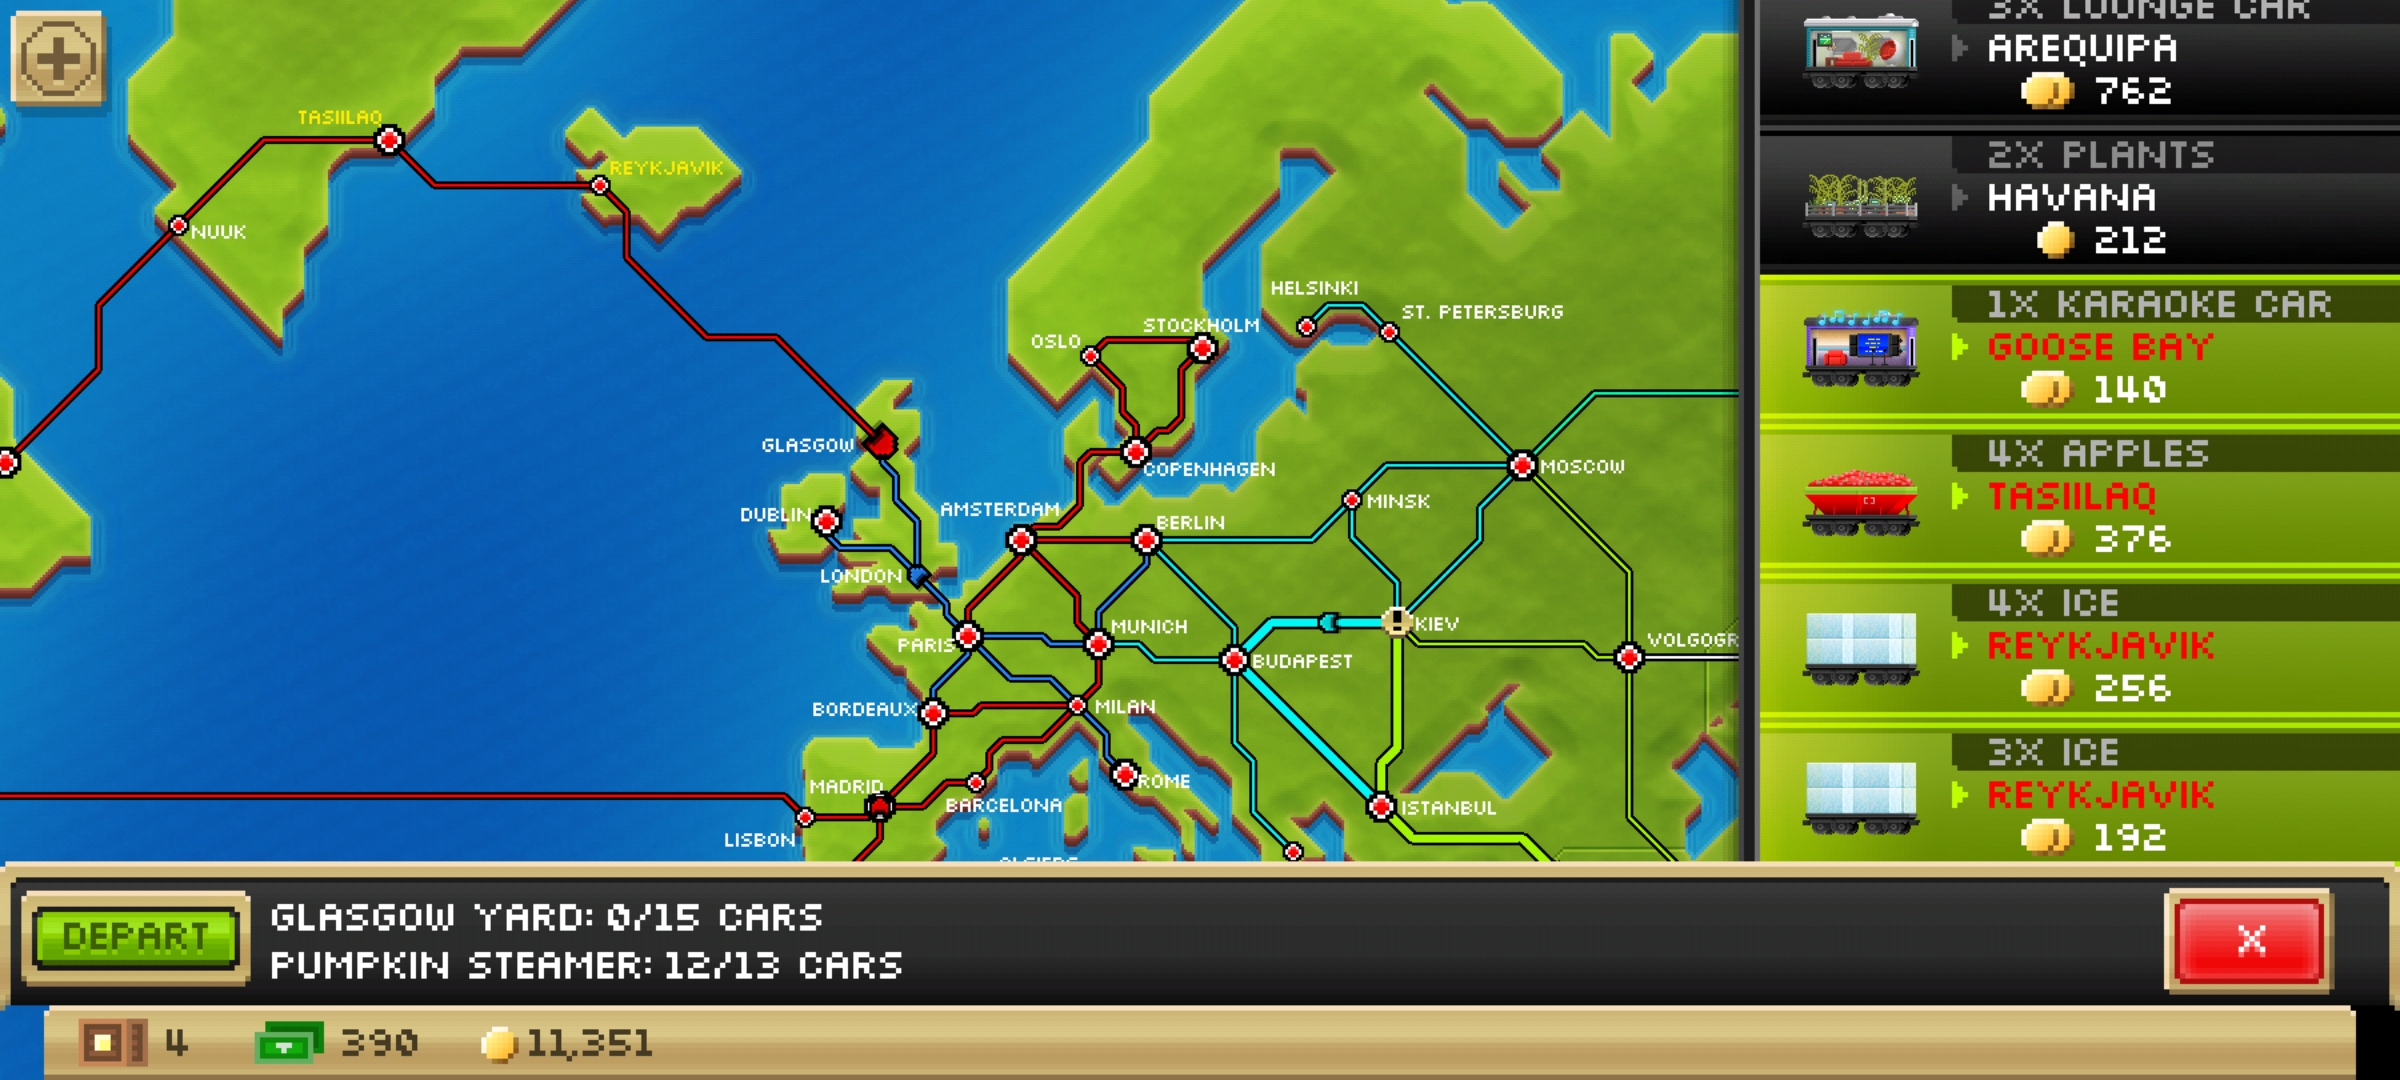 TASIILAQ
REYKJAVIK
NUUK
HELSINKI
ST. PETERSBURG
STOCKHOLM
OSLO
GLASGOW
COPENHAGEN
MOSCOW
MINSK
AMSTERDAM
DUBLIN
BERLIN
LONDON
MUNICH
KIEV
PARIS
VOLGOGR
BUDAPEST
BORDEAUX
MILAN
ROME
MADRID
BARCELONA
ISTANBUL
LISBON
3X LOUNGE CAR
AREQUIPA
762
2X PLANTS
HAVANA
212
1X KARAOKE CAR
GOOSE BAY
140
4X APPLES
TASIILAQ
376
4X ICE
REYKJAVIK
256
3X ICE
REYKJAVIK
192
DEPART
GLASGOW YARD: 0/15 CARS
PUMPKIN STEAMER: 12/13 CARS
X
4
390
11,351